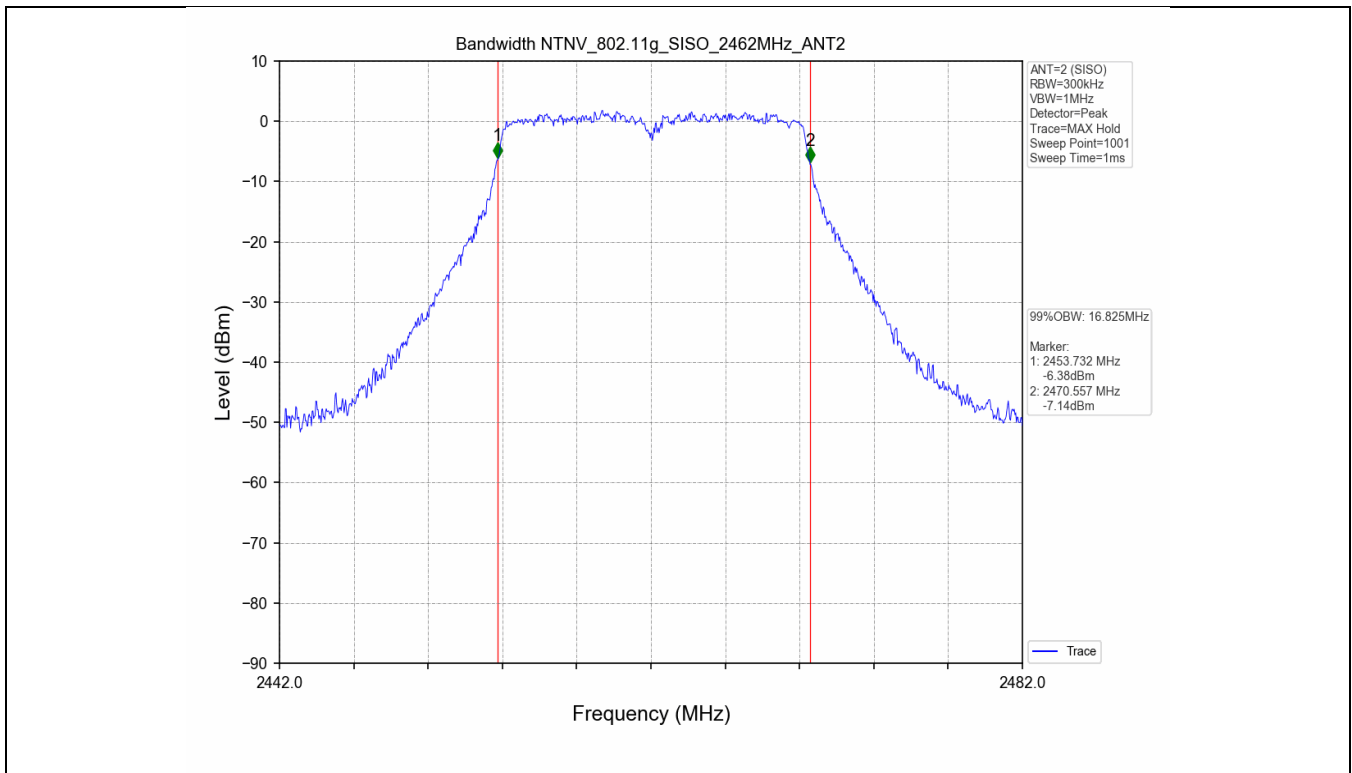 Bandwidth NTNV_802.11g_SISO_2462MHz_ANT2
10
0
−10
−20
−30
−40
−50
−60
−70
−80
−90
Level (dBm)
1
2
2442.0
2482.0
Frequency (MHz)
ANT=2 (SISO)
RBW=300kHz
VBW=1MHz
Detector=Peak
Trace=MAX Hold
Sweep Point=1001
Sweep Time=1ms
99%OBW: 16.825MHz
Marker:
1: 2453.732 MHz
-6.38dBm
2: 2470.557 MHz
-7.14dBm
Trace